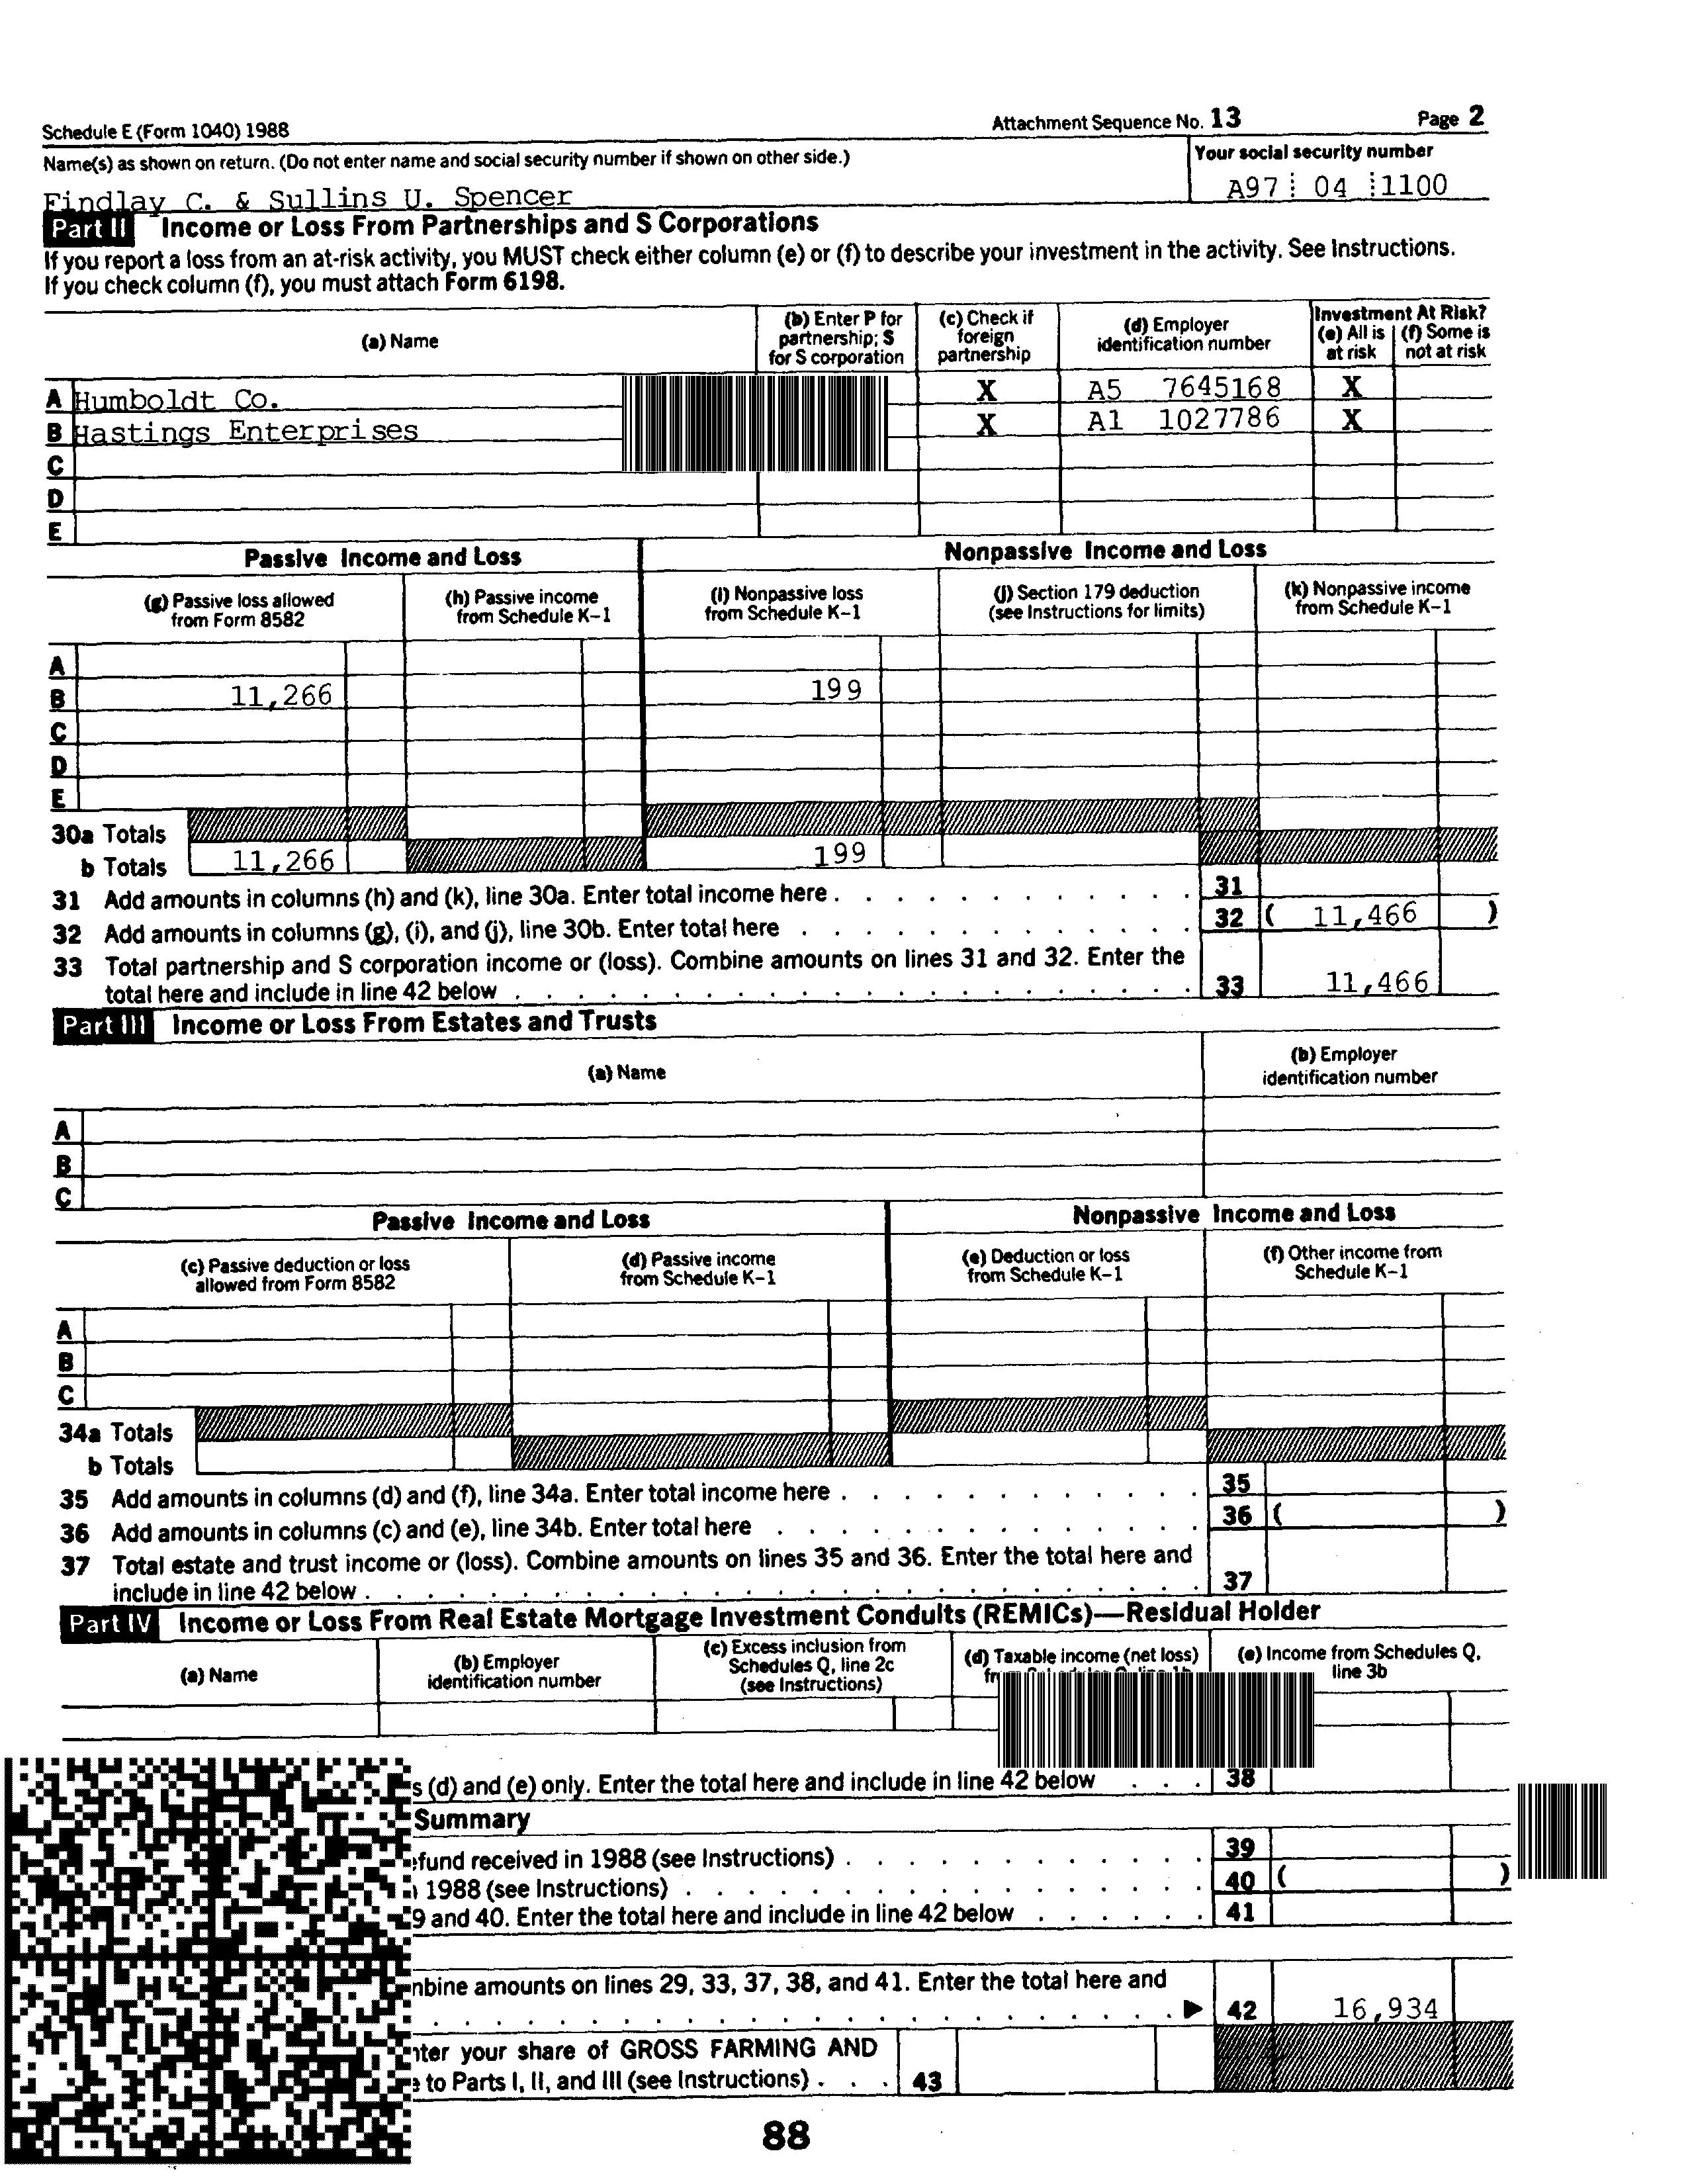 Schedule E (Form 1040) 1988 Attachment Sequence No. 13 Page 2
Name(s) as shown on return. (Do not enter name and social security number if shown on other side.) Your social security number
Findlay C. & Sullins U. Spencer A97 04 1100
Part II Income or Loss From Partnerships and S Corporations
If you report a loss from an at-risk activity, you MUST check either column (e) or (f) to describe your investment in the activity. See Instructions.
If you check column (f), you must attach Form 6198.
(a) Name
(b) Enter P for
partnership; S
for S corporation
(c) Check if
foreign
partnership
(d) Employer
identification number
Investment At Risk?
(e) All is
at risk
(f) Some is
not at risk
A Humboldt Co. X A5 7645168 X
B Hastings Enterprises X A1 1027786 X
C
D
E
Passive Income and Loss Nonpassive Income and Loss
(g) Passive loss allowed
from Form 8582
(h) Passive income
from Schedule K-1
(i) Nonpassive loss
from Schedule K-1
(j) Section 179 deduction
(see Instructions for limits)
(k) Nonpassive income
from Schedule K-1
A
B 11,266 199
C
D
E
30a Totals
b Totals 11,266 199
31 Add amounts in columns (h) and (k), line 30a. Enter total income here . . . . . . . . . . . . 31
32 Add amounts in columns (g), (i), and (j), line 30b. Enter total here . . . . . . . . . . . . . 32 ( 11,466 )
33 Total partnership and S corporation income or (loss). Combine amounts on lines 31 and 32. Enter the
total here and include in line 42 below . . . . . . . . . . . . . . . . . . . . . . 33 11,466
Part III Income or Loss From Estates and Trusts
(a) Name
(b) Employer
identification number
A
B
C
Passive Income and Loss Nonpassive Income and Loss
(c) Passive deduction or loss
allowed from Form 8582
(d) Passive income
from Schedule K-1
(e) Deduction or loss
from Schedule K-1
(f) Other income from
Schedule K-1
A
B
C
34a Totals
b Totals
35 Add amounts in columns (d) and (f), line 34a. Enter total income here . . . . . . . . . . . . 35
36 Add amounts in columns (c) and (e), line 34b. Enter total here . . . . . . . . . . . . . . 36 ( )
37 Total estate and trust income or (loss). Combine amounts on lines 35 and 36. Enter the total here and
include in line 42 below . . . . . . . . . . . . . . . . . . . . . . . . . . 37
Part IV Income or Loss From Real Estate Mortgage Investment Conduits (REMICs)—Residual Holder
(a) Name
(b) Employer
identification number
(c) Excess inclusion from
Schedules Q, line 2c
(see Instructions)
(d) Taxable income (net loss)
(e) Income from Schedules Q,
line 3b
(d) and (e) only. Enter the total here and include in line 42 below . . . 38
Summary
received in 1988 (see Instructions) . . . . . . . . . . . . 39
1988 (see Instructions) . . . . . . . . . . . . . . . . . 40 ( )
and 40. Enter the total here and include in line 42 below . . . . . . 41
amounts on lines 29, 33, 37, 38, and 41. Enter the total here and
. . . . . . . . . . . . . . . . . . . . . ▶ 42 16,934
your share of GROSS FARMING AND
to Parts I, II, and III (see Instructions) . . . 43
88